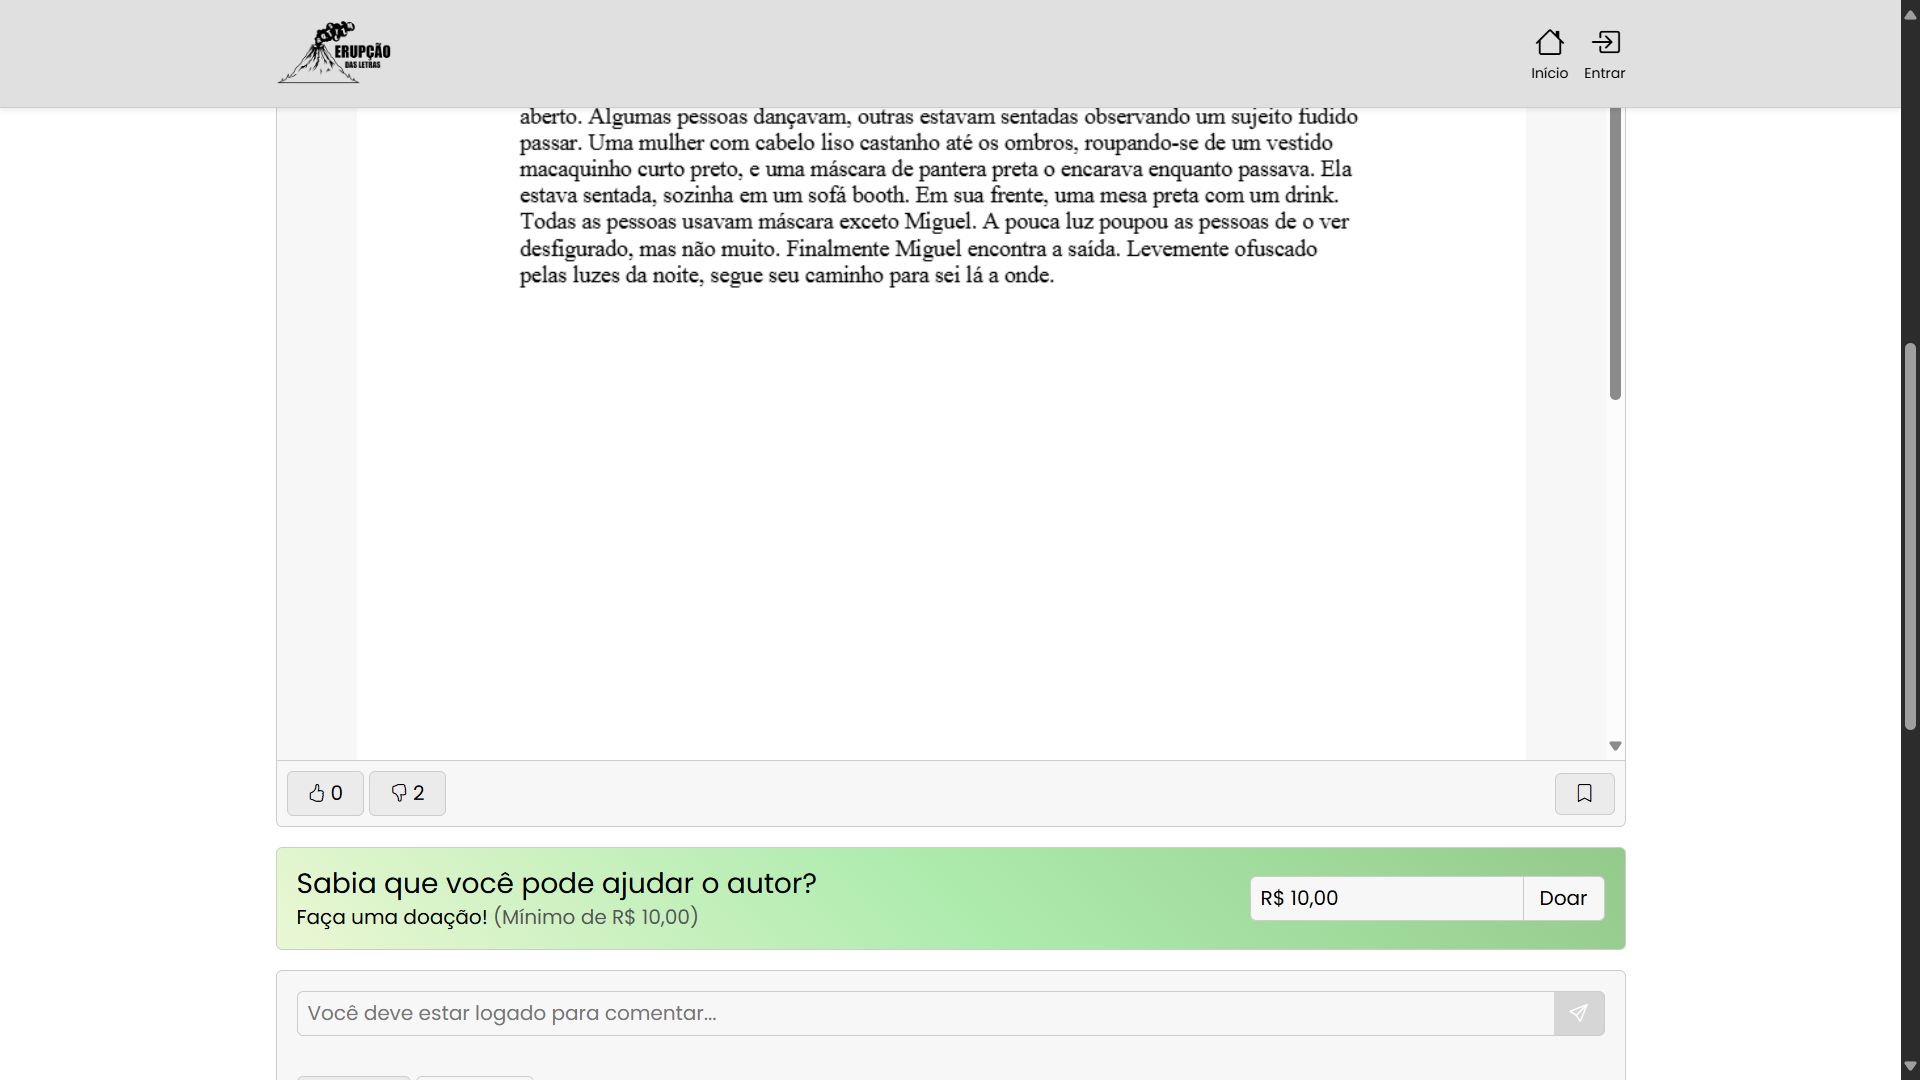 ERUPÇÃO
DAS LETRAS
Início
Entrar
aberto. Algumas pessoas dançavam, outras estavam sentadas observando um sujeito fudido
passar. Uma mulher com cabelo liso castanho até os ombros, roupando-se de um vestido
macaquinho curto preto, e uma máscara de pantera preta o encarava enquanto passava. Ela
estava sentada, sozinha em um sofá booth. Em sua frente, uma mesa preta com um drink.
Todas as pessoas usavam máscara exceto Miguel. A pouca luz poupou as pessoas de o ver
desfigurado, mas não muito. Finalmente Miguel encontra a saída. Levemente ofuscado
pelas luzes da noite, segue seu caminho para sei lá a onde.
0
2
Sabia que você pode ajudar o autor?
Faça uma doação! (Mínimo de R$ 10,00)
R$ 10,00
Doar
Você deve estar logado para comentar...